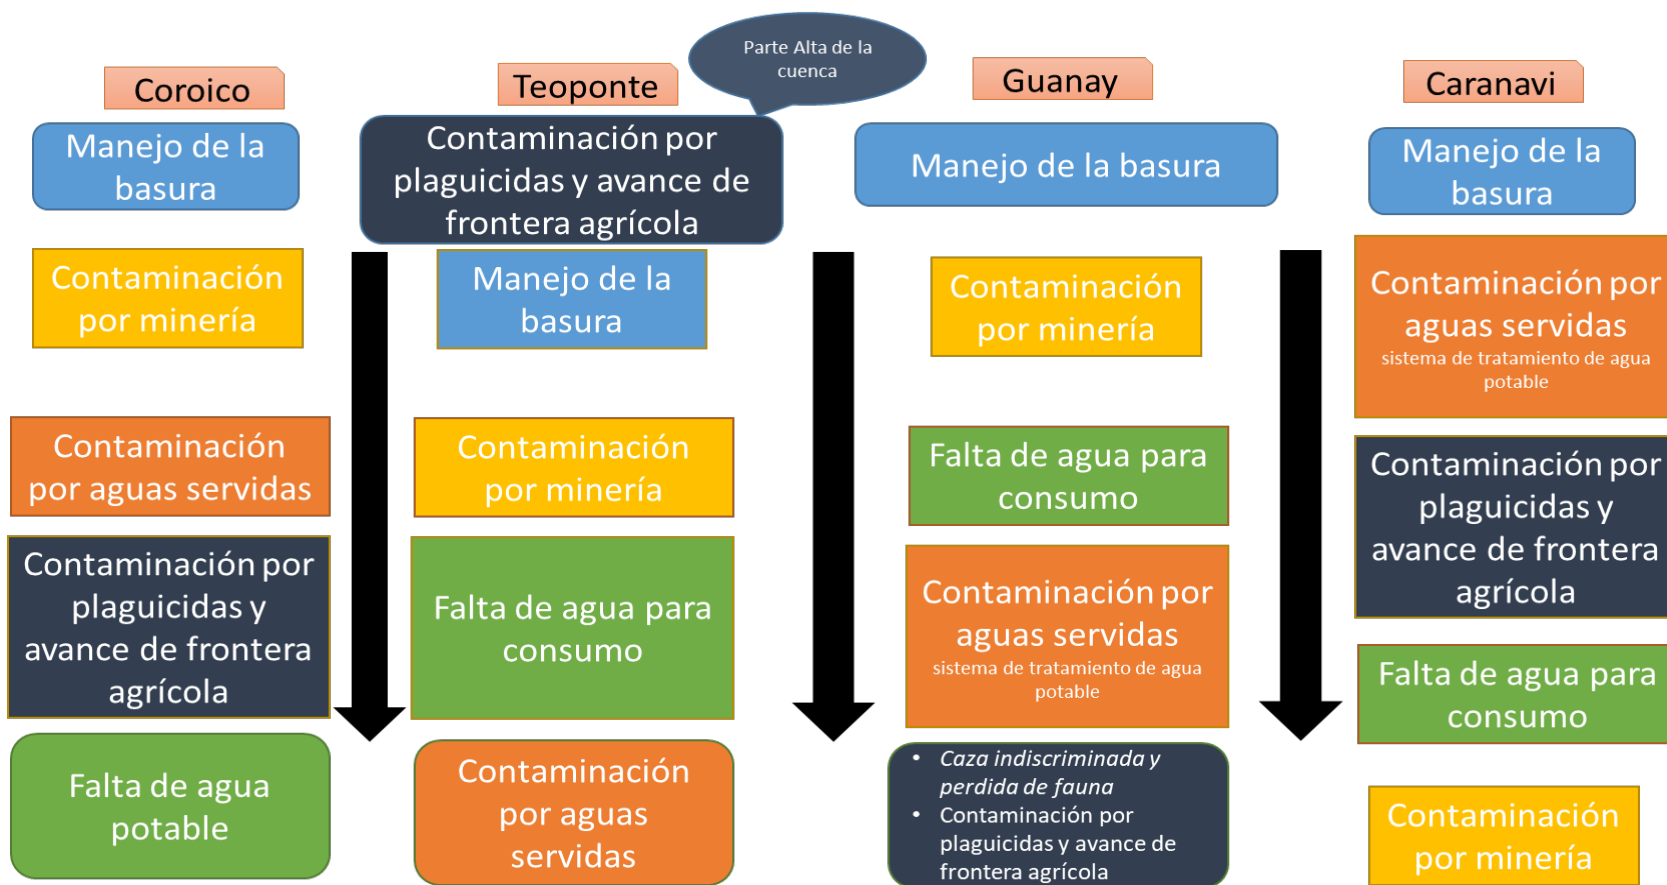 Coroico
Manejo de la
basura
Contaminación
por minería
Contaminación
por aguas servidas
Contaminación por
plaguicidas y
avance de frontera
agrícola
Falta de agua
potable
Parte Alta de la
cuenca
Teoponte
Contaminación por
plaguicidas y avance de
frontera agrícola
Manejo de la
basura
Contaminación
por minería
Falta de agua para
consumo
Contaminación
por aguas
servidas
Guanay
Manejo de la basura
Contaminación
por minería
Falta de agua para
consumo
Contaminación por
aguas servidas
sistema de tratamiento de agua
potable
• Caza indiscriminada y
perdida de fauna
• Contaminación por
plaguicidas y avance de
frontera agrícola
Caranavi
Manejo de la
basura
Contaminación por
aguas servidas
sistema de tratamiento de agua
potable
Contaminación por
plaguicidas y
avance de frontera
agrícola
Falta de agua para
consumo
Contaminación
por minería